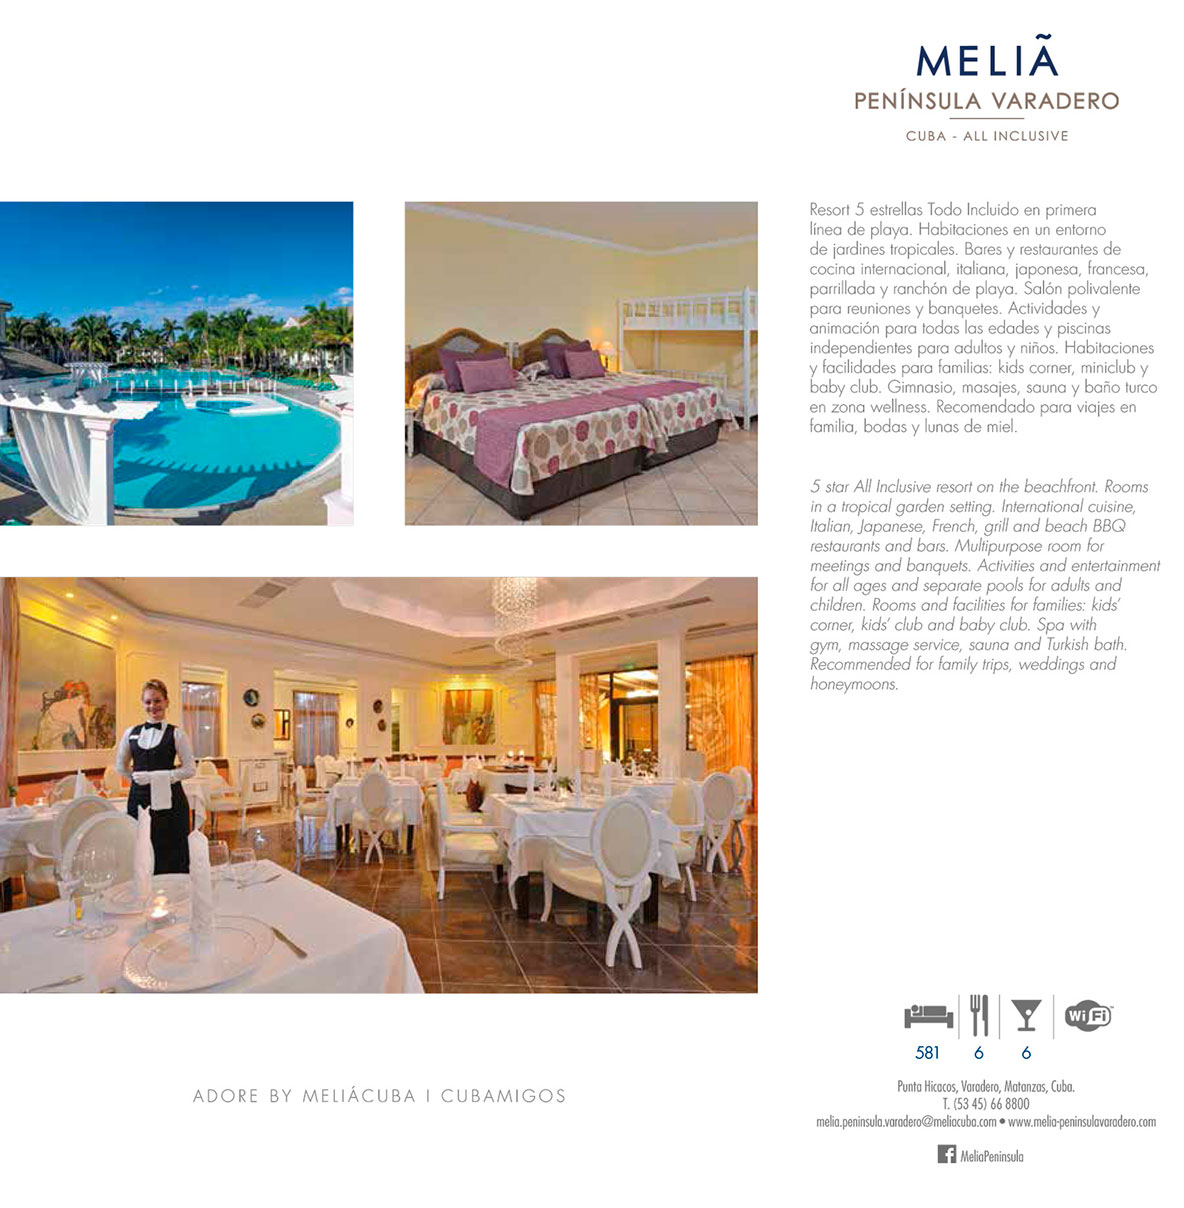 MELIÃ
PENÍNSULA VARADERO
CUBA - ALL INCLUSIVE
Resort 5 estrellas Todo Incluido en primera
línea de playa. Habitaciones en un entorno
de jardines tropicales. Bares y restaurantes de
cocina internacional, italiana, japonesa, francesa,
parrillada y ranchón de playa. Salón polivalente
para reuniones y banquetes. Actividades y
animación para todas las edades y piscinas
independientes para adultos y niños. Habitaciones
y facilidades para familias: kids corner, miniclub y
baby club. Gimnasio, masajes, sauna y baño turco
en zona wellness. Recomendado para viajes en
familia, bodas y lunas de miel.
5 star All Inclusive resort on the beachfront. Rooms
in a tropical garden setting. International cuisine,
Italian, Japanese, French, grill and beach BBQ
restaurants and bars. Multipurpose room for
meetings and banquets. Activities and entertainment
for all ages and separate pools for adults and
children. Rooms and facilities for families: kids'
corner, kids' club and baby club. Spa with
gym, massage service, sauna and Turkish bath.
Recommended for family trips, weddings and
honeymoons.
WiFi™
581 6 6
Punta Hicacos, Varadero, Matanzas, Cuba.
T. (53 45) 66 8800
melia.peninsula.varadero@meliacuba.com • www.melia-peninsulavaradero.com
f MeliaPeninsula
ADORE BY MELIÁCUBA I CUBAMIGOS